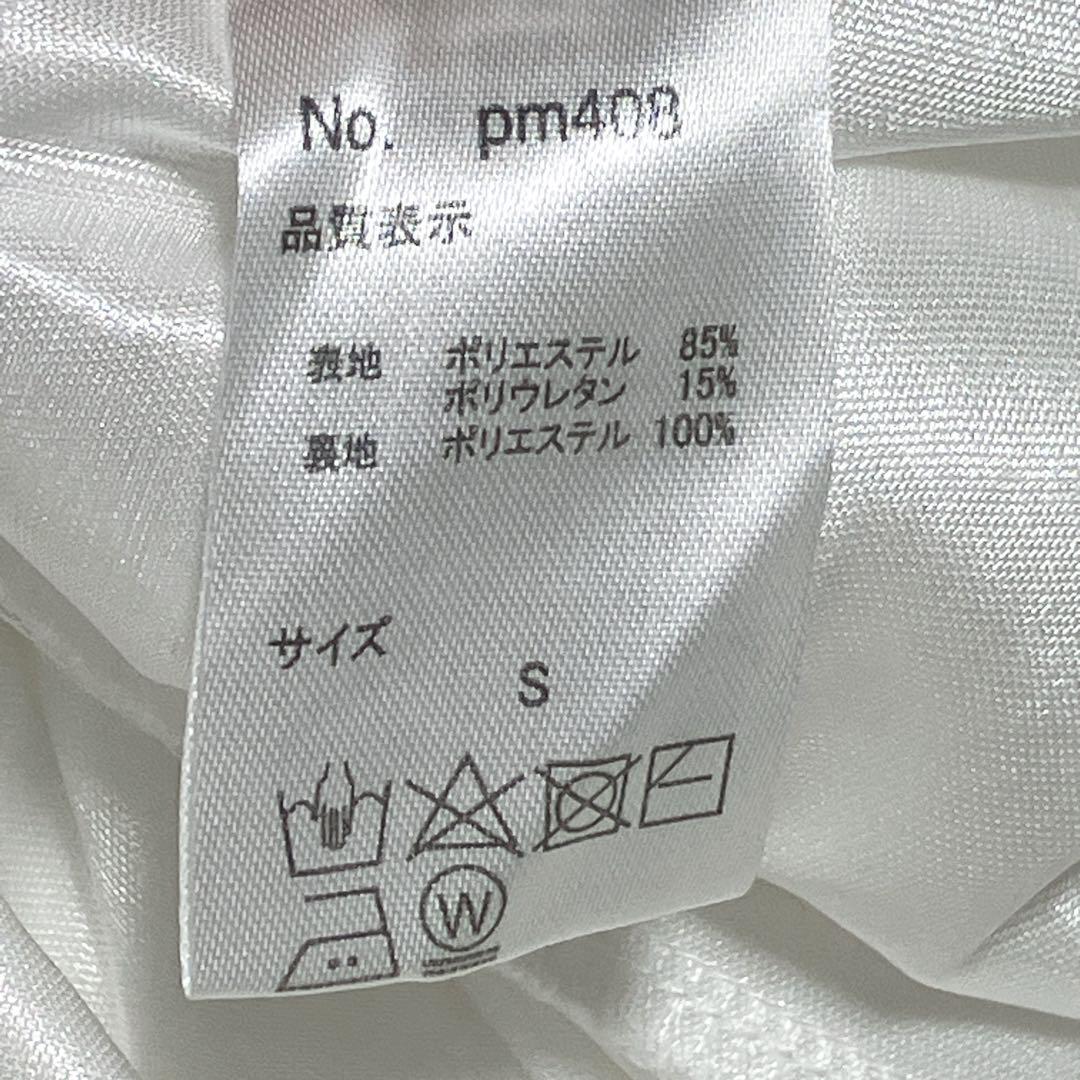 No. pm408
品質表示
表地 ポリエステル 85%
ポリウレタン 15%
裏地 ポリエステル 100%
サイズ
S
W